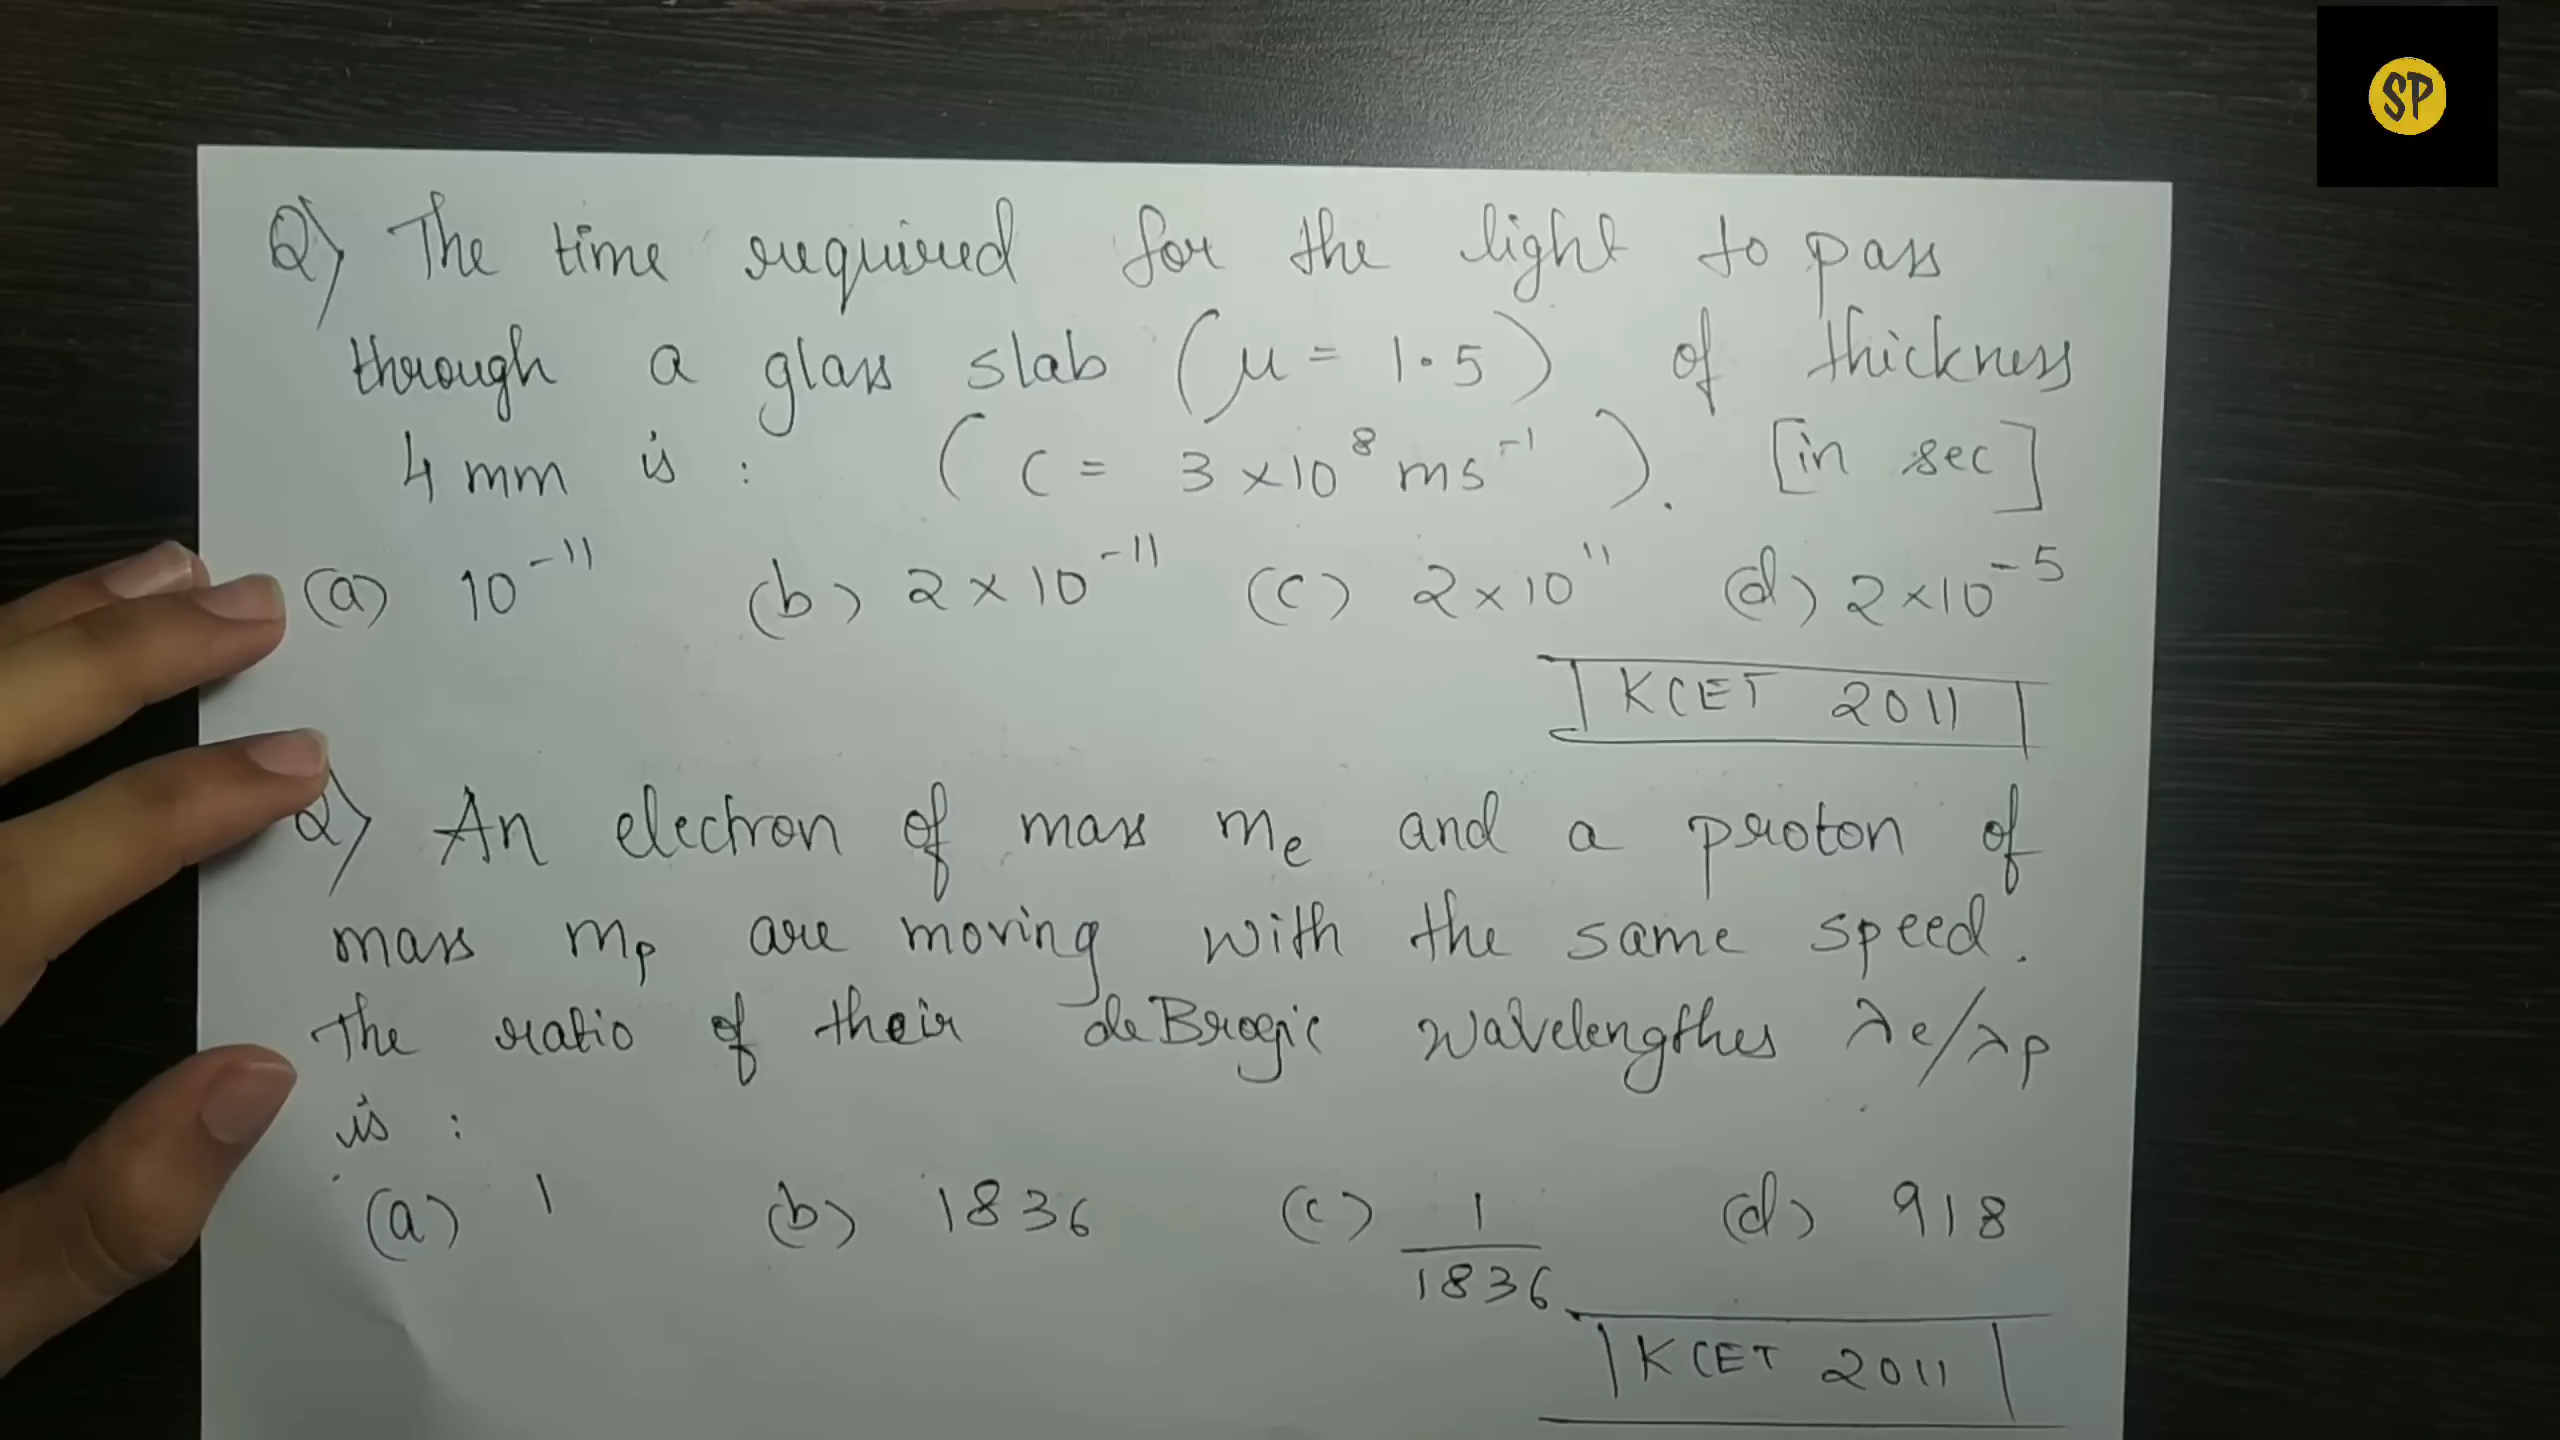 SP
Q) The time required for the light to pass
through a glass slab (μ = 1.5) of thickness
4 mm is : (c = 3 × 10⁸ ms⁻¹). [in sec]
(a) 10⁻¹¹ (b) 2 × 10⁻¹¹ (c) 2 × 10¹¹ (d) 2 × 10⁻⁵
KCET 2011
Q) An electron of mass mₑ and a proton of
mass mₚ are moving with the same speed.
The ratio of their deBrogie wavelengthes λe/λp
is :
(a) 1 (b) 1836 (c) 1/1836 (d) 918
KCET 2011